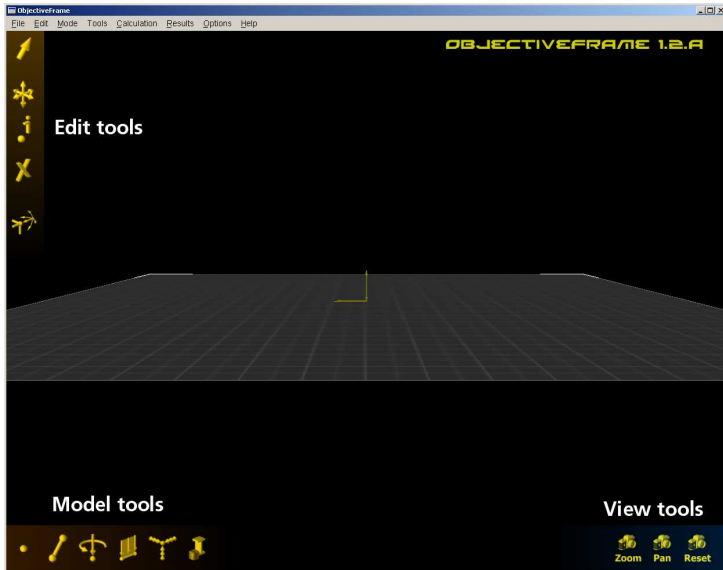 ObjectiveFrame
File Edit Mode Tools Calculation Results Options Help
OBJECTIVEFRAME 1.2.A
Edit tools
Model tools
View tools
Zoom Pan Reset